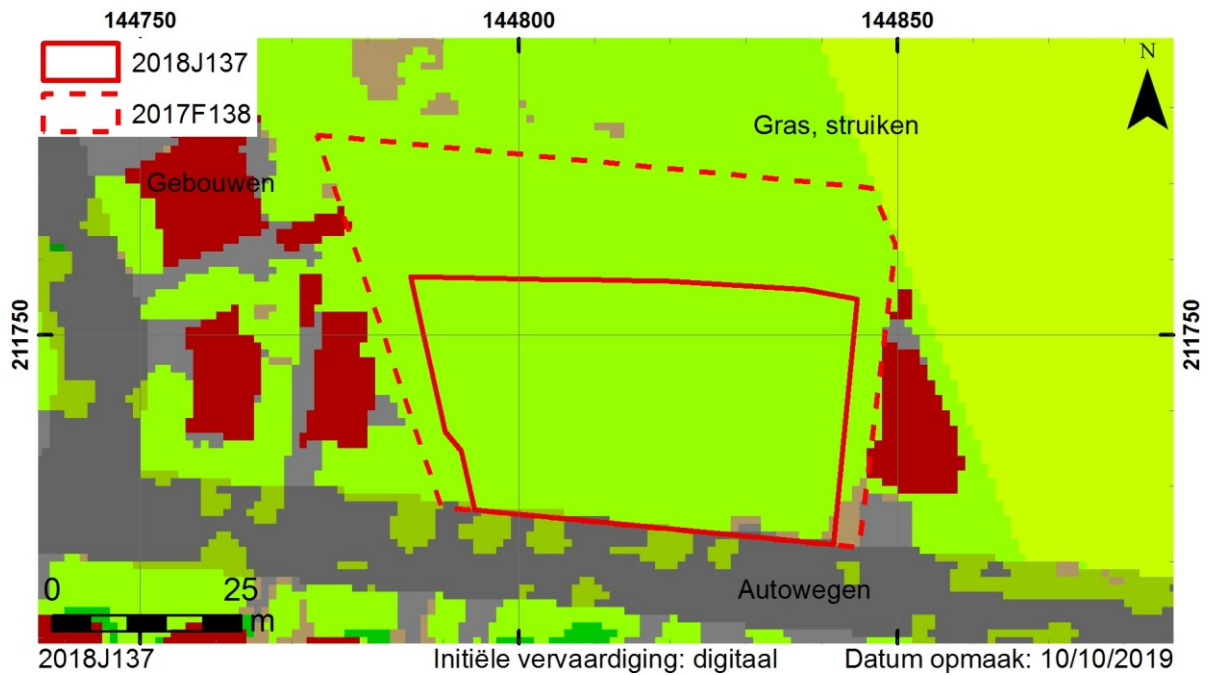 144750 144800 144850
2018J137
2017F138
N
Gras, struiken
Gebouwen
211750 211750
Autowegen
0 25
m
2018J137 Initiële vervaardiging: digitaal Datum opmaak: 10/10/2019